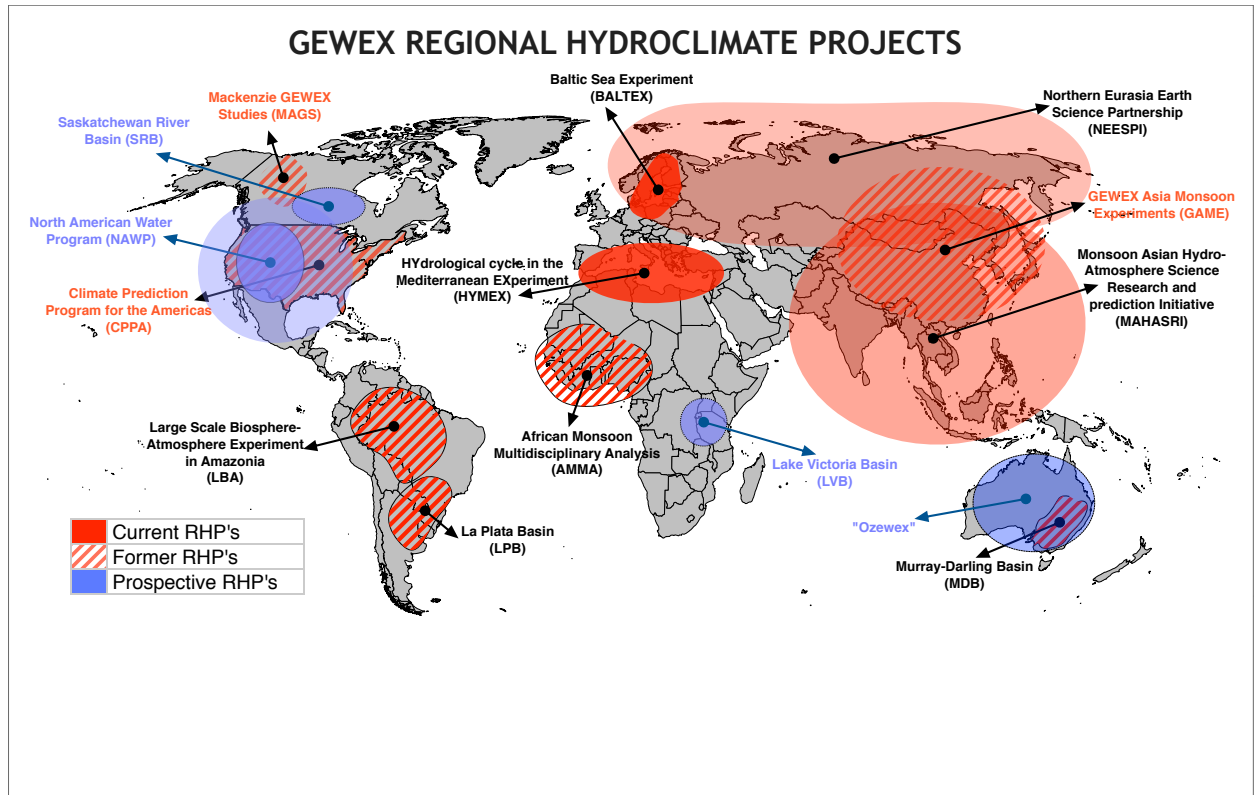 GEWEX REGIONAL HYDROCLIMATE PROJECTS
Baltic Sea Experiment
(BALTEX)
Northern Eurasia Earth
Science Partnership
(NEESPI)
Mackenzie GEWEX
Studies (MAGS)
Saskatchewan River
Basin (SRB)
GEWEX Asia Monsoon
Experiments (GAME)
North American Water
Program (NAWP)
HYdrological cycle in the
Mediterranean EXperiment
(HYMEX)
Monsoon Asian Hydro-
Atmosphere Science
Research and
prediction Initiative
(MAHASRI)
Climate Prediction
Program for the Americas
(CPPA)
Large Scale Biosphere-
Atmosphere Experiment
in Amazonia
(LBA)
African Monsoon
Multidisciplinary Analysis
(AMMA)
Lake Victoria Basin
(LVB)
La Plata Basin
(LPB)
"Ozewex"
Murray-Darling Basin
(MDB)
Current RHP's
Former RHP's
Prospective RHP's